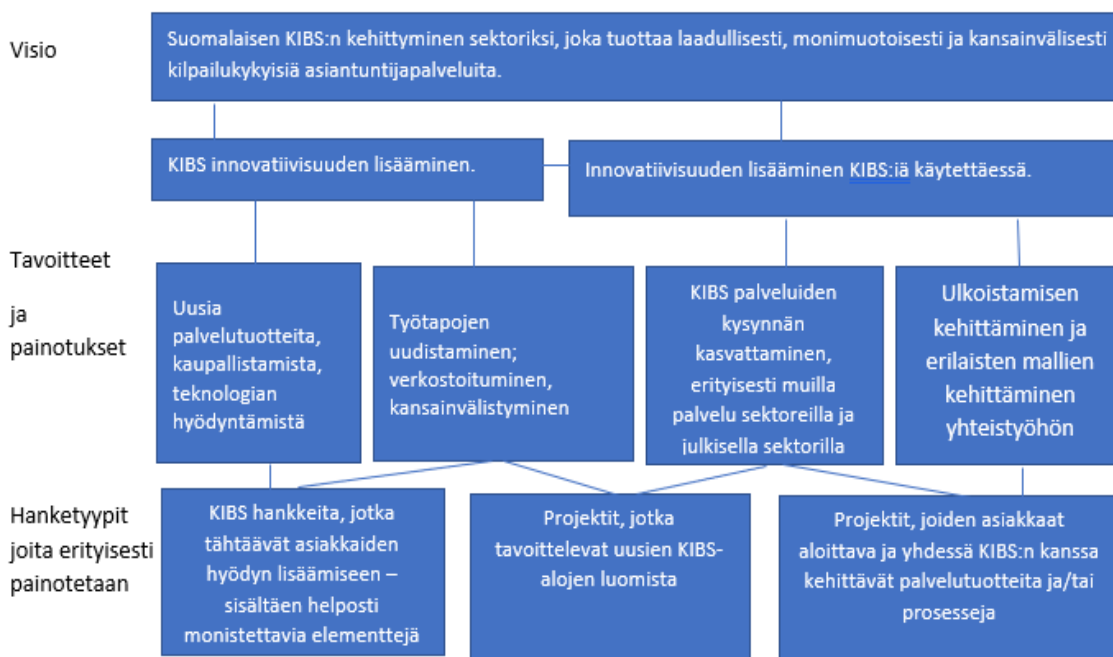 Visio
Suomalaisen KIBS:n kehittyminen sektoriksi, joka tuottaa laadullisesti, monimuotoisesti ja kansainvälisesti
kilpailukykyisiä asiantuntijapalveluita.
KIBS innovatiivisuuden lisääminen.
Innovatiivisuuden lisääminen KIBS:iä käytettäessä.
Tavoitteet
ja
painotukset
Uusia
palvelutuotteita,
kaupallistamista,
teknologian
hyödyntämistä
Työtapojen
uudistaminen;
verkostoituminen,
kansainvälistyminen
KIBS palveluiden
kysynnän
kasvattaminen,
erityisesti muilla
palvelu sektoreilla ja
julkisella sektorilla
Ulkoistamisen
kehittäminen ja
erilaisten mallien
kehittäminen
yhteistyöhön
Hanketyypit
joita erityisesti
painotetaan
KIBS hankkeita, jotka
tähtäävät asiakkaiden
hyödyn lisäämiseen –
sisältäen helposti
monistettavia elementtejä
Projektit, jotka
tavoittelevat uusien KIBS-
alojen luomista
Projektit, joiden asiakkaat
aloittava ja yhdessä KIBS:n kanssa
kehittävät palvelutuotteita ja/tai
prosesseja